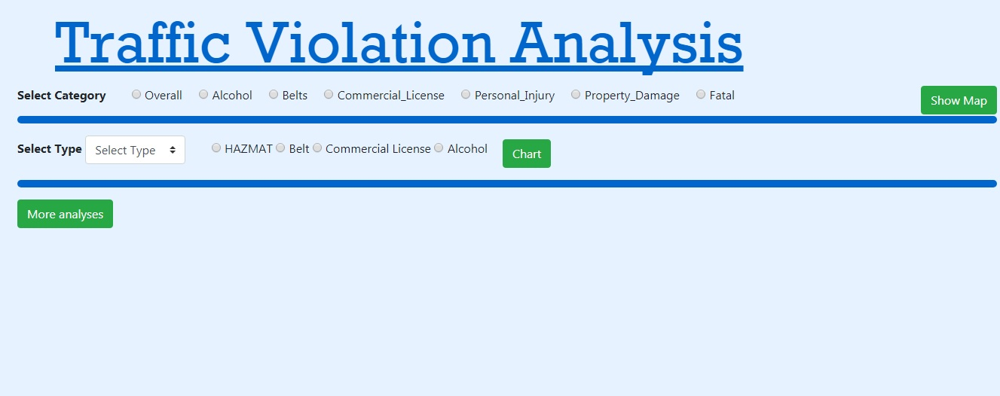 Traffic Violation Analysis
Select Category Overall Alcohol Belts Commercial_License Personal_Injury Property_Damage Fatal Show Map
Select Type Select Type HAZMAT Belt Commercial License Alcohol Chart
More analyses